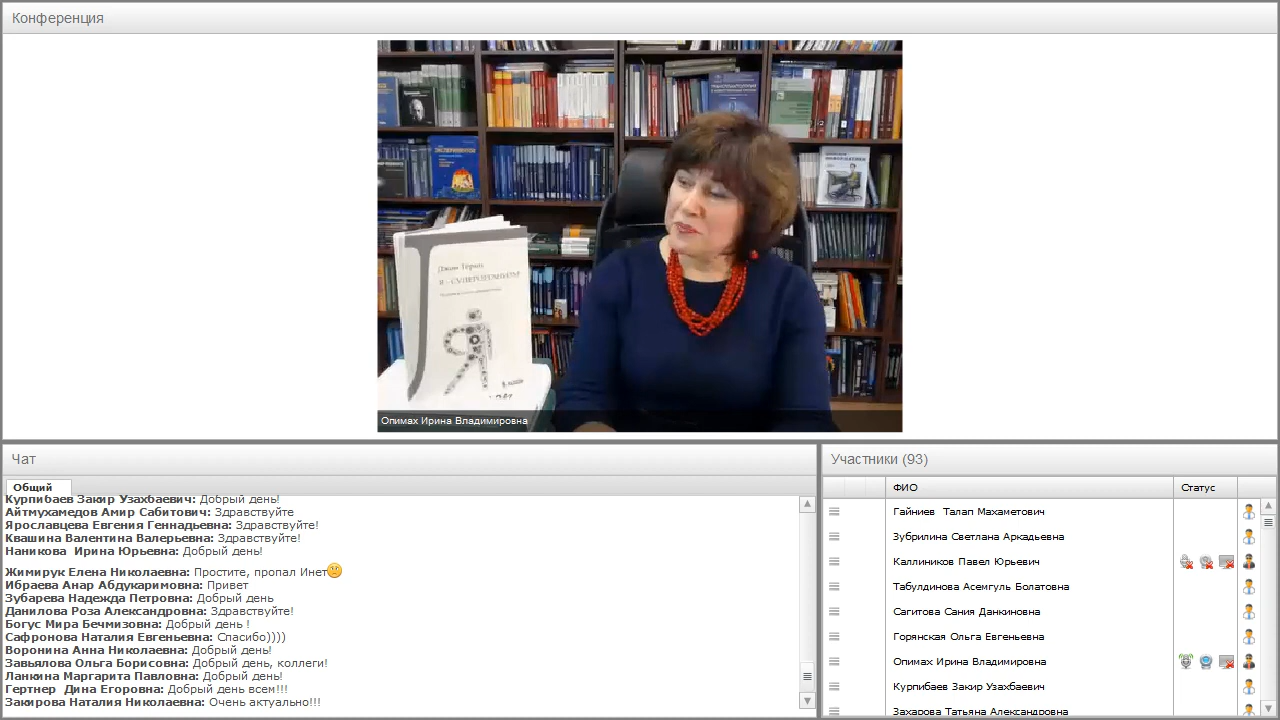 Конференция
ЭКСПЕРИМЕНТОВ
Джон Тёрнер
Я - СУПЕРОРГАНИЗМ!
Я
Опимах Ирина Владимировна
Чат
Общий
Курпибаев Закир Узахбаевич: Добрый день!
Айтмухамедов Амир Сабитович: Здравствуйте
Ярославцева Евгения Геннадьевна: Здравствуйте!
Квашина Валентина Валерьевна: Здравствуйте!
Наникова Ирина Юрьевна: Добрый день!
Жимирук Елена Николаевна: Простите, пропал Инет
Ибраева Анар Абдукаримовна: Привет
Зубарева Надежда Петровна: Добрый день
Данилова Роза Александровна: Здравствуйте!
Богус Мира Бечмизовна: Добрый день !
Сафронова Наталия Евгеньевна: Спасибо))))
Воронина Анна Николаевна: Добрый день!
Завьялова Ольга Борисовна: Добрый день, коллеги!
Ланкина Маргарита Павловна: Добрый день!
Гертнер Дина Егоровна: Добрый день всем!!!
Закирова Наталия Николаевна: Очень актуально!!!
Участники (93)
ФИО Статус
Гайниев Талап Махметович
Зубрилина Светлана Аркадьевна
Каллиников Павел Юрьевич
Табулдинова Асемгуль Болатовна
Сагитова Сания Данкиновна
Горянская Ольга Евгеньевна
Опимах Ирина Владимировна
Курпибаев Закир Узахбаевич
Захарова Татьяна Александровна